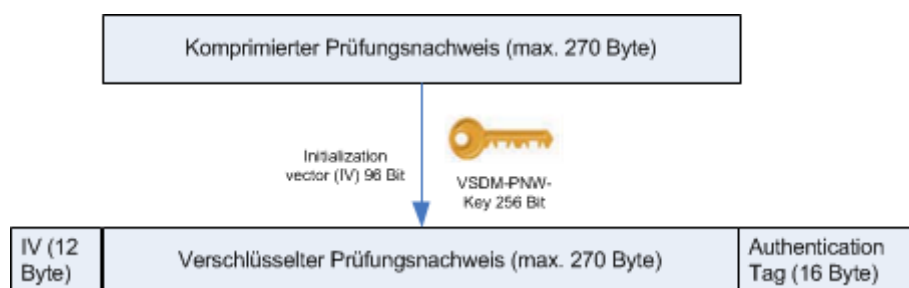 Komprimierter Prüfungsnachweis (max. 270 Byte)
Initialization
vector (IV) 96 Bit
VSDM-PNW-
Key 256 Bit
IV (12
Byte)
Verschlüsselter Prüfungsnachweis (max. 270 Byte)
Authentication
Tag (16 Byte)